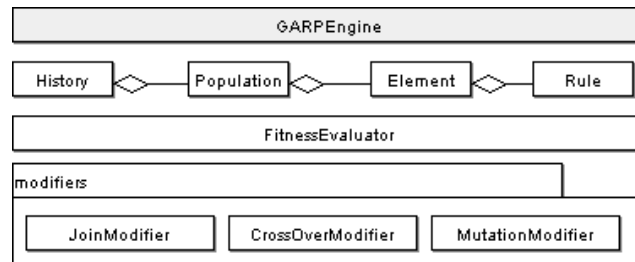 GARPEngine
History Population Element Rule
FitnessEvaluator
modifiers
JoinModifier CrossOverModifier MutationModifier